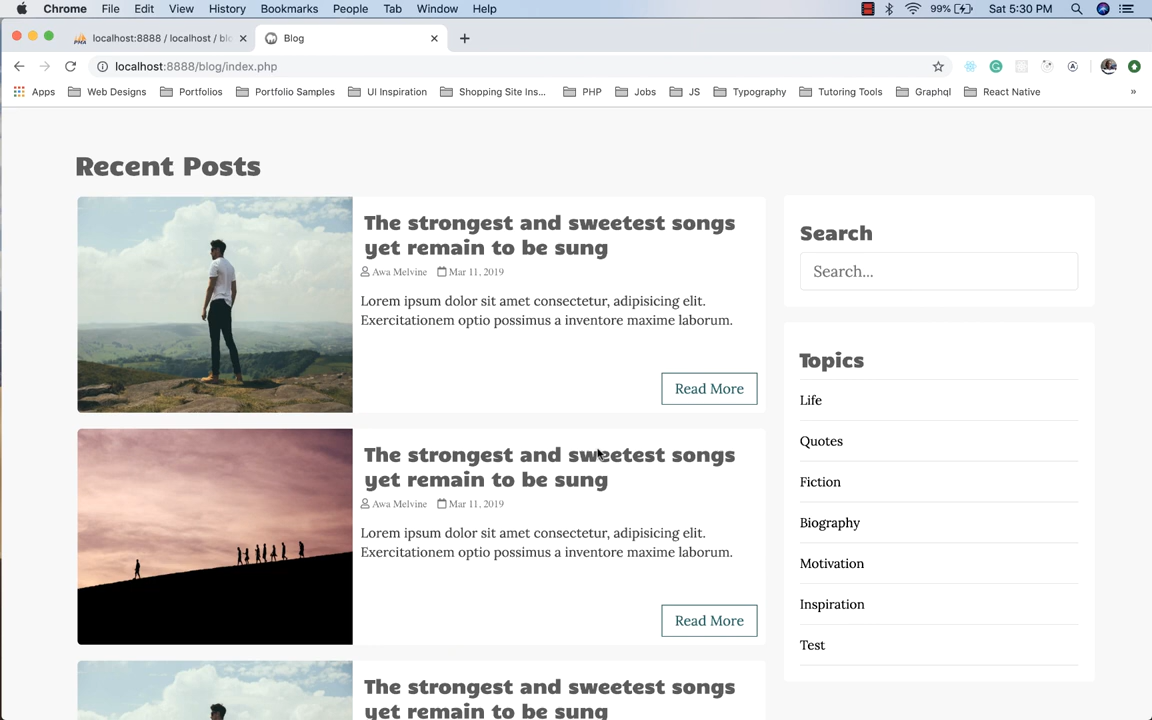 Chrome File Edit View History Bookmarks People Tab Window Help 99% Sat 5:30 PM
localhost:8888 / localhost / blo Blog
localhost:8888/blog/index.php
Apps Web Designs Portfolios Portfolio Samples UI Inspiration Shopping Site Ins... PHP Jobs JS Typography Tutoring Tools Graphql React Native »
Recent Posts
The strongest and sweetest songs
yet remain to be sung
Awa Melvine Mar 11, 2019
Lorem ipsum dolor sit amet consectetur, adipisicing elit.
Exercitationem optio possimus a inventore maxime laborum.
Read More
The strongest and sweetest songs
yet remain to be sung
Awa Melvine Mar 11, 2019
Lorem ipsum dolor sit amet consectetur, adipisicing elit.
Exercitationem optio possimus a inventore maxime laborum.
Read More
The strongest and sweetest songs
yet remain to be sung
Search
Search...
Topics
Life
Quotes
Fiction
Biography
Motivation
Inspiration
Test